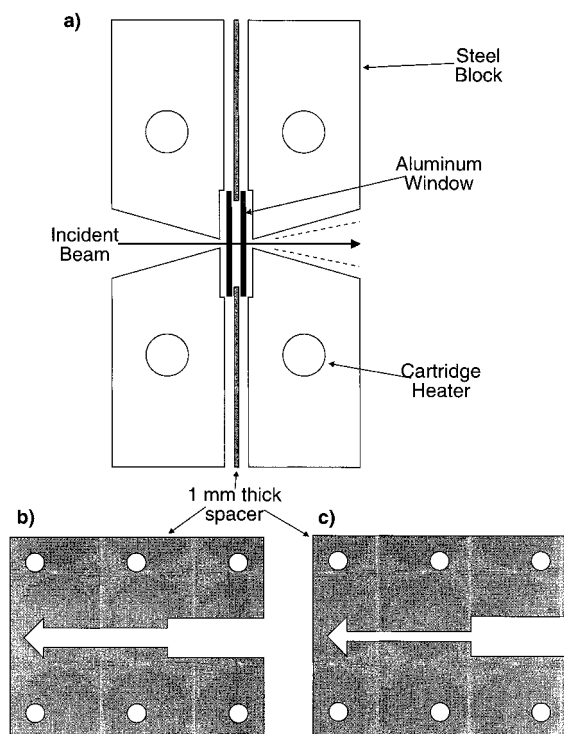 a)
Steel
Block
Aluminum
Window
Incident
Beam
Cartridge
Heater
1 mm thick
spacer
b)
c)